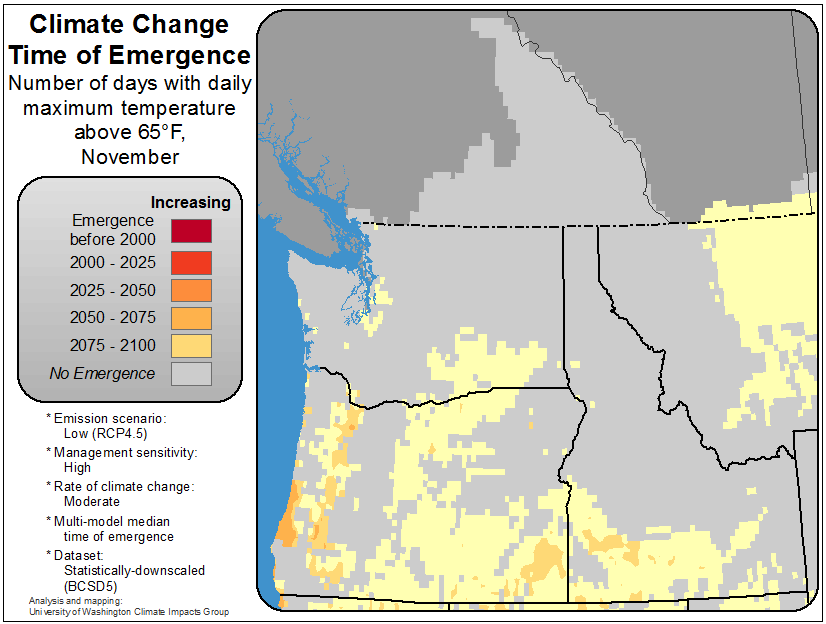 Climate Change
Time of Emergence
Number of days with daily
maximum temperature
above 65°F,
November
Increasing
Emergence
before 2000
2000 - 2025
2025 - 2050
2050 - 2075
2075 - 2100
No Emergence
* Emission scenario:
Low (RCP4.5)
* Management sensitivity:
High
* Rate of climate change:
Moderate
* Multi-model median
time of emergence
* Dataset:
Statistically-downscaled
(BCSD5)
Analysis and mapping:
University of Washington Climate Impacts Group